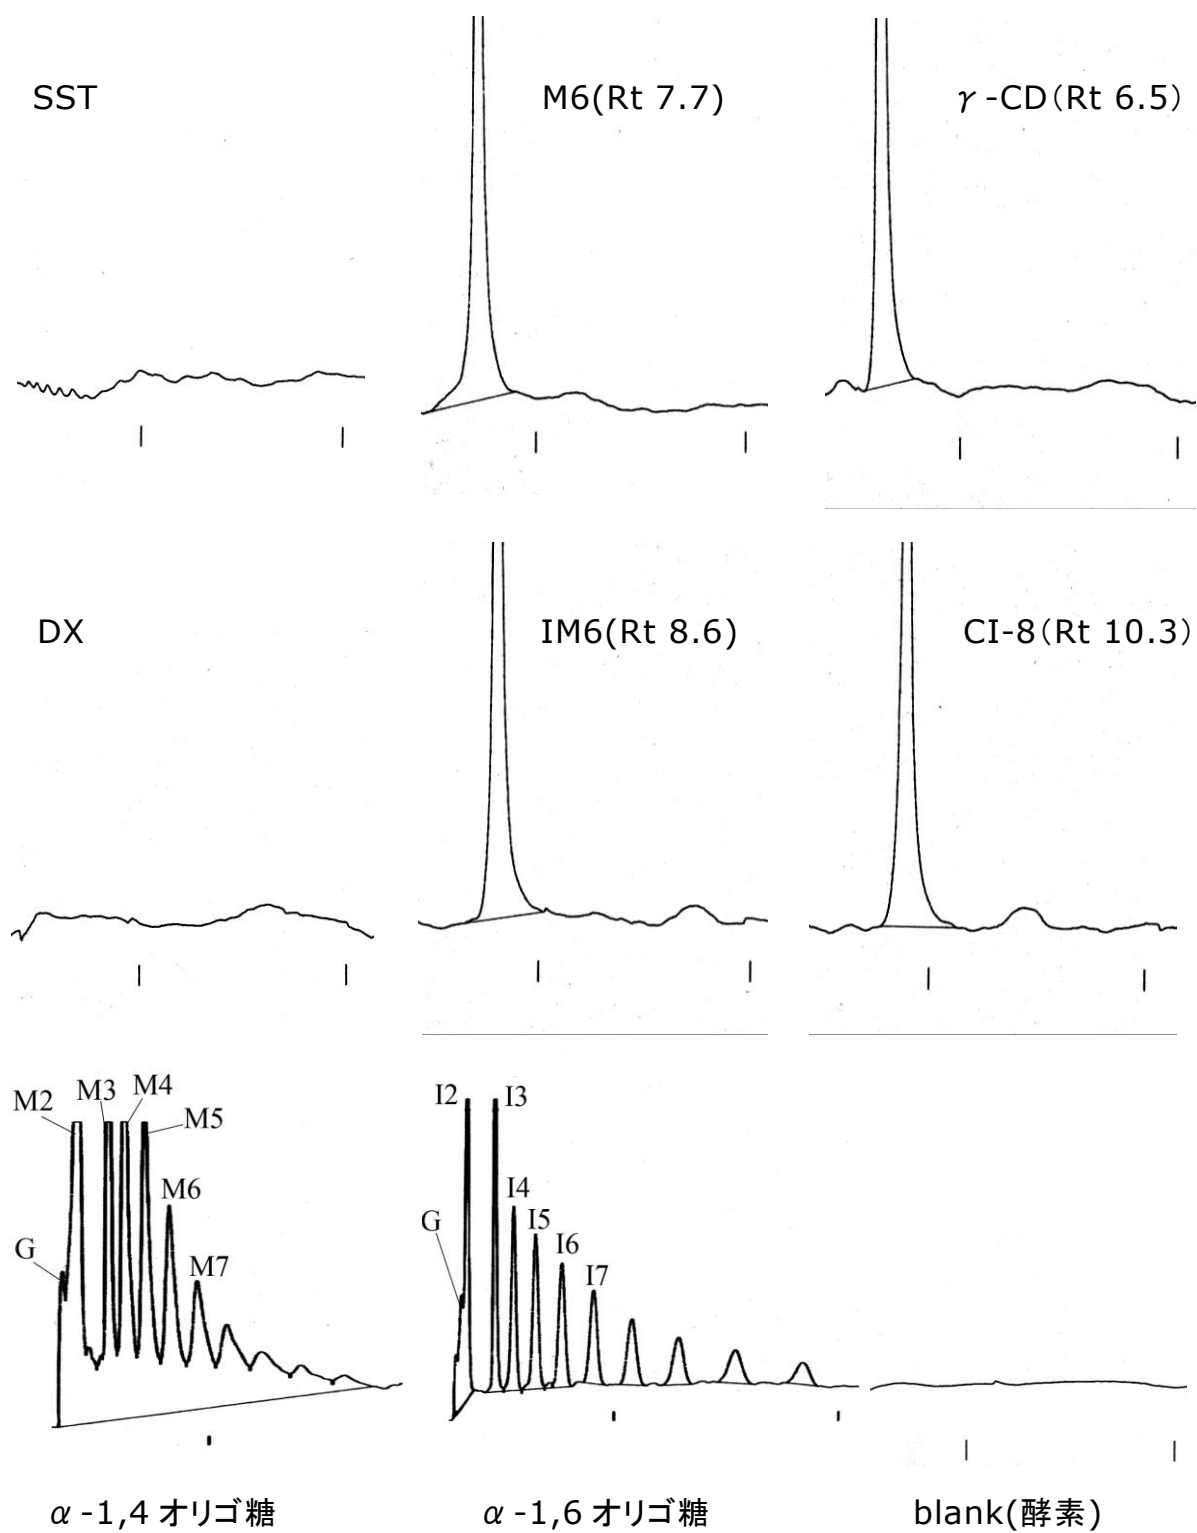 SST
M6(Rt 7.7)
γ-CD(Rt 6.5)
DX
IM6(Rt 8.6)
CI-8(Rt 10.3)
M2
M3
M4
M5
M6
M7
G
I2
I3
I4
I5
I6
I7
G
α-1,4 オリゴ糖
α-1,6 オリゴ糖
blank(酵素)